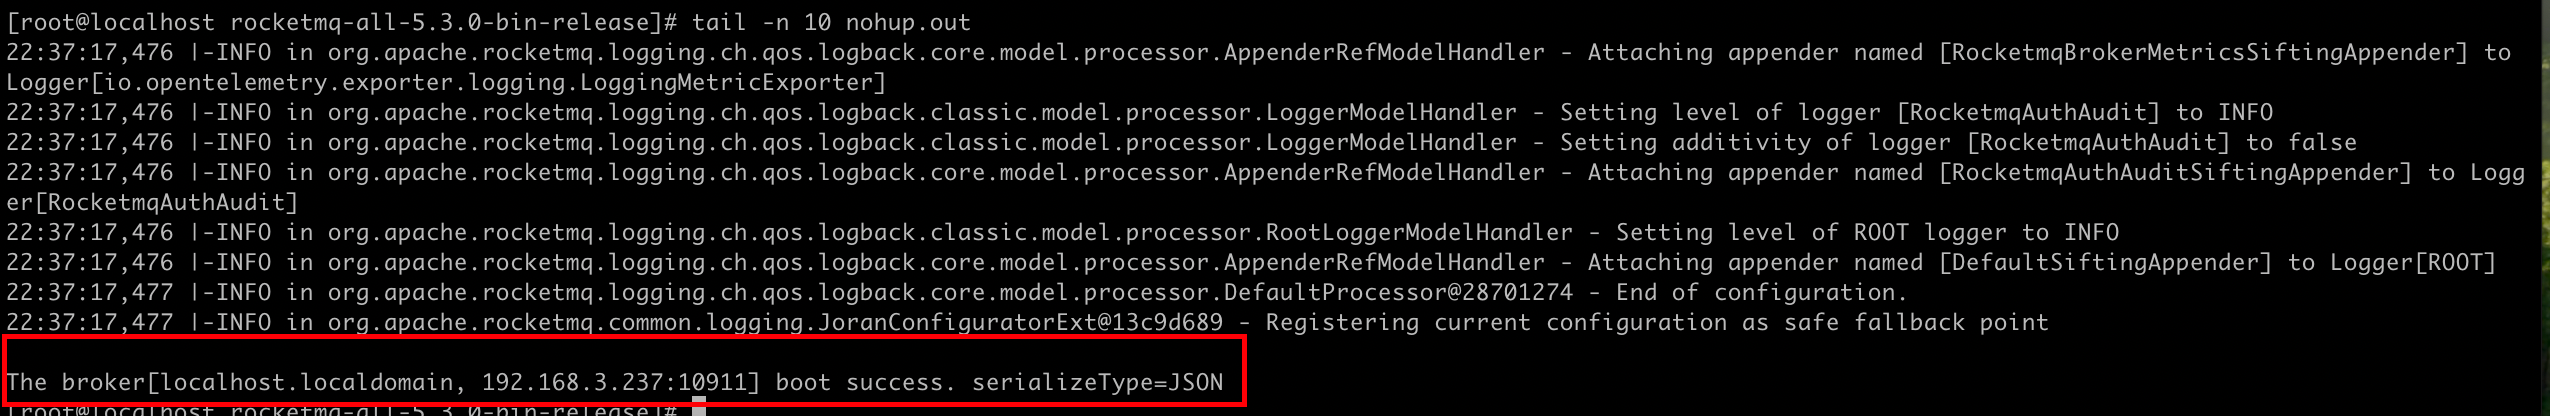 [root@localhost rocketmq-all-5.3.0-bin-release]# tail -n 10 nohup.out
22:37:17,476 |-INFO in org.apache.rocketmq.logging.ch.qos.logback.core.model.processor.AppenderRefModelHandler - Attaching appender named [RocketmqBrokerMetricsSiftingAppender] to
Logger[io.opentelemetry.exporter.logging.LoggingMetricExporter]
22:37:17,476 |-INFO in org.apache.rocketmq.logging.ch.qos.logback.classic.model.processor.LoggerModelHandler - Setting level of logger [RocketmqAuthAudit] to INFO
22:37:17,476 |-INFO in org.apache.rocketmq.logging.ch.qos.logback.classic.model.processor.LoggerModelHandler - Setting additivity of logger [RocketmqAuthAudit] to false
22:37:17,476 |-INFO in org.apache.rocketmq.logging.ch.qos.logback.core.model.processor.AppenderRefModelHandler - Attaching appender named [RocketmqAuthAuditSiftingAppender] to Logg
er[RocketmqAuthAudit]
22:37:17,476 |-INFO in org.apache.rocketmq.logging.ch.qos.logback.classic.model.processor.RootLoggerModelHandler - Setting level of ROOT logger to INFO
22:37:17,476 |-INFO in org.apache.rocketmq.logging.ch.qos.logback.core.model.processor.AppenderRefModelHandler - Attaching appender named [DefaultSiftingAppender] to Logger[ROOT]
22:37:17,477 |-INFO in org.apache.rocketmq.logging.ch.qos.logback.core.model.processor.DefaultProcessor@28701274 - End of configuration.
22:37:17,477 |-INFO in org.apache.rocketmq.common.logging.JoranConfiguratorExt@13c9d689 - Registering current configuration as safe fallback point
The broker[localhost.localdomain, 192.168.3.237:10911] boot success. serializeType=JSON
[root@localhost rocketmq-all-5.3.0-bin-release]#